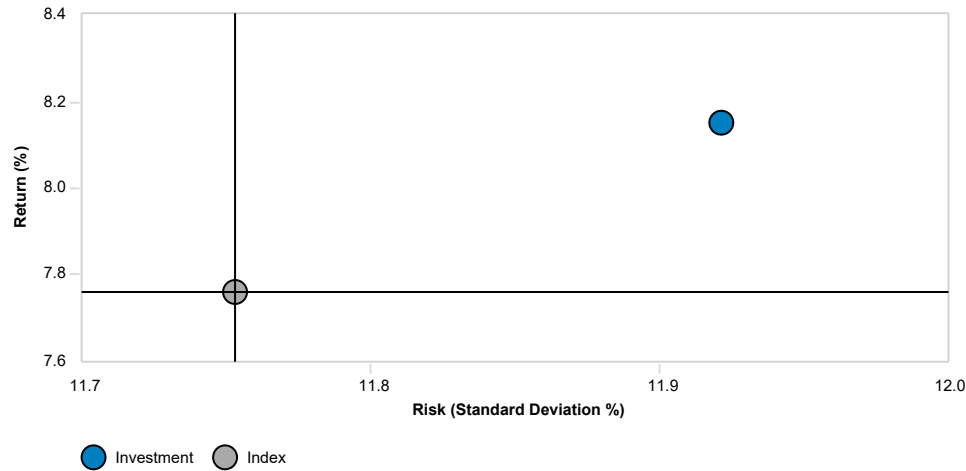 8.4
8.2
8.0
7.8
7.6
Return (%)
11.7 11.8 11.9 12.0
Risk (Standard Deviation %)
Investment Index